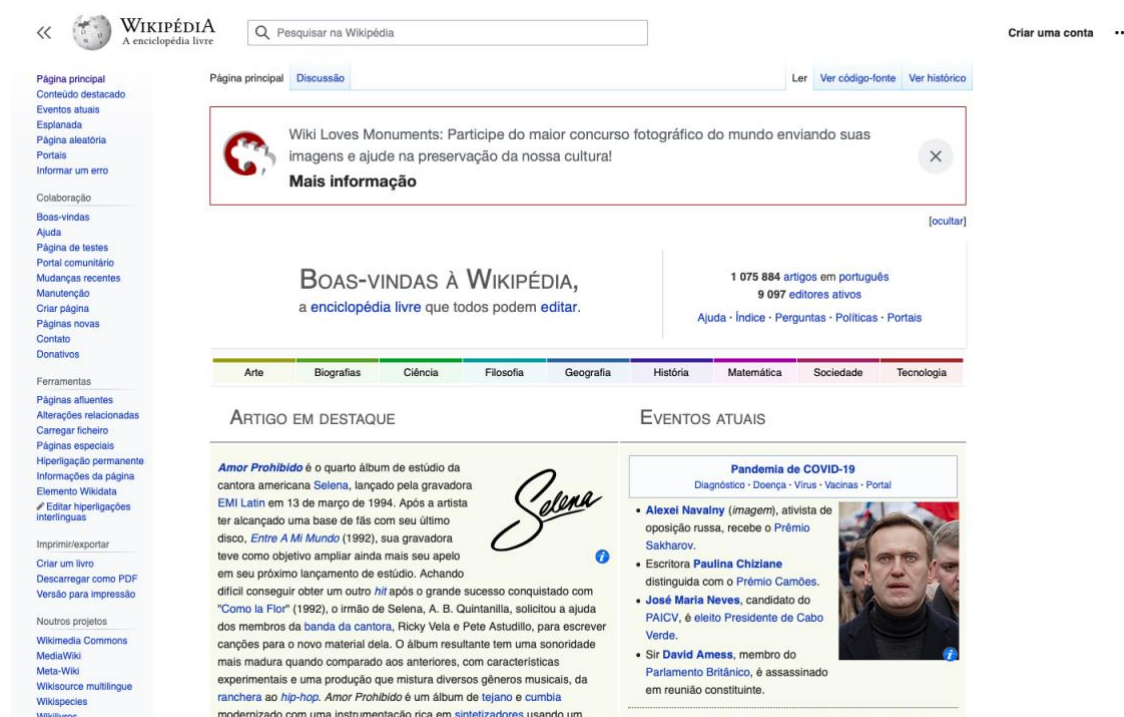 WIKIPÉDIA
A enciclopédia livre
Pesquisar na Wikipédia
Criar uma conta
Página principal
Conteúdo destacado
Eventos atuais
Esplanada
Página aleatória
Portais
Informar um erro
Colaboração
Boas-vindas
Ajuda
Página de testes
Portal comunitário
Mudanças recentes
Manutenção
Criar página
Páginas novas
Contato
Donativos
Ferramentas
Páginas afluentes
Alterações relacionadas
Carregar ficheiro
Páginas especiais
Hiperligação permanente
Informações da página
Elemento Wikidata
Editar hiperligações
interlínguas
Imprimir/exportar
Criar um livro
Descarregar como PDF
Versão para impressão
Noutros projetos
Wikimedia Commons
MediaWiki
Meta-Wiki
Wikisource multilingue
Wikispecies
Wikilivros
Página principal Discussão Ler Ver código-fonte Ver histórico
Wiki Loves Monuments: Participe do maior concurso fotográfico do mundo enviando suas
imagens e ajude na preservação da nossa cultura!
Mais informação
[ocultar]
BOAS-VINDAS À WIKIPÉDIA,
a enciclopédia livre que todos podem editar.
1 075 884 artigos em português
9 097 editores ativos
Ajuda · Índice · Perguntas · Políticas · Portais
Arte Biografias Ciência Filosofia Geografia História Matemática Sociedade Tecnologia
ARTIGO EM DESTAQUE
Amor Prohibido é o quarto álbum de estúdio da
cantora americana Selena, lançado pela gravadora
EMI Latin em 13 de março de 1994. Após a artista
ter alcançado uma base de fãs com seu último
disco, Entre A Mi Mundo (1992), sua gravadora
teve como objetivo ampliar ainda mais seu apelo
em seu próximo lançamento de estúdio. Achando
difícil conseguir obter um outro hit após o grande sucesso conquistado com
"Como la Flor" (1992), o irmão de Selena, A. B. Quintanilla, solicitou a ajuda
dos membros da banda da cantora, Ricky Vela e Pete Astudillo, para escrever
canções para o novo material dela. O álbum resultante tem uma sonoridade
mais madura quando comparado aos anteriores, com características
experimentais e uma produção que mistura diversos gêneros musicais, da
ranchera ao hip-hop. Amor Prohibido é um álbum de tejano e cumbia
modernizado com uma instrumentação rica em sintetizadores usando um
Selena
EVENTOS ATUAIS
Pandemia de COVID-19
Diagnóstico · Doença · Vírus · Vacinas · Portal
• Alexei Navalny (imagem), ativista de
oposição russa, recebe o Prêmio
Sakharov.
• Escritora Paulina Chiziane
distinguida com o Prémio Camões.
• José Maria Neves, candidato do
PAICV, é eleito Presidente de Cabo
Verde.
• Sir David Amess, membro do
Parlamento Britânico, é assassinado
em reunião constituinte.